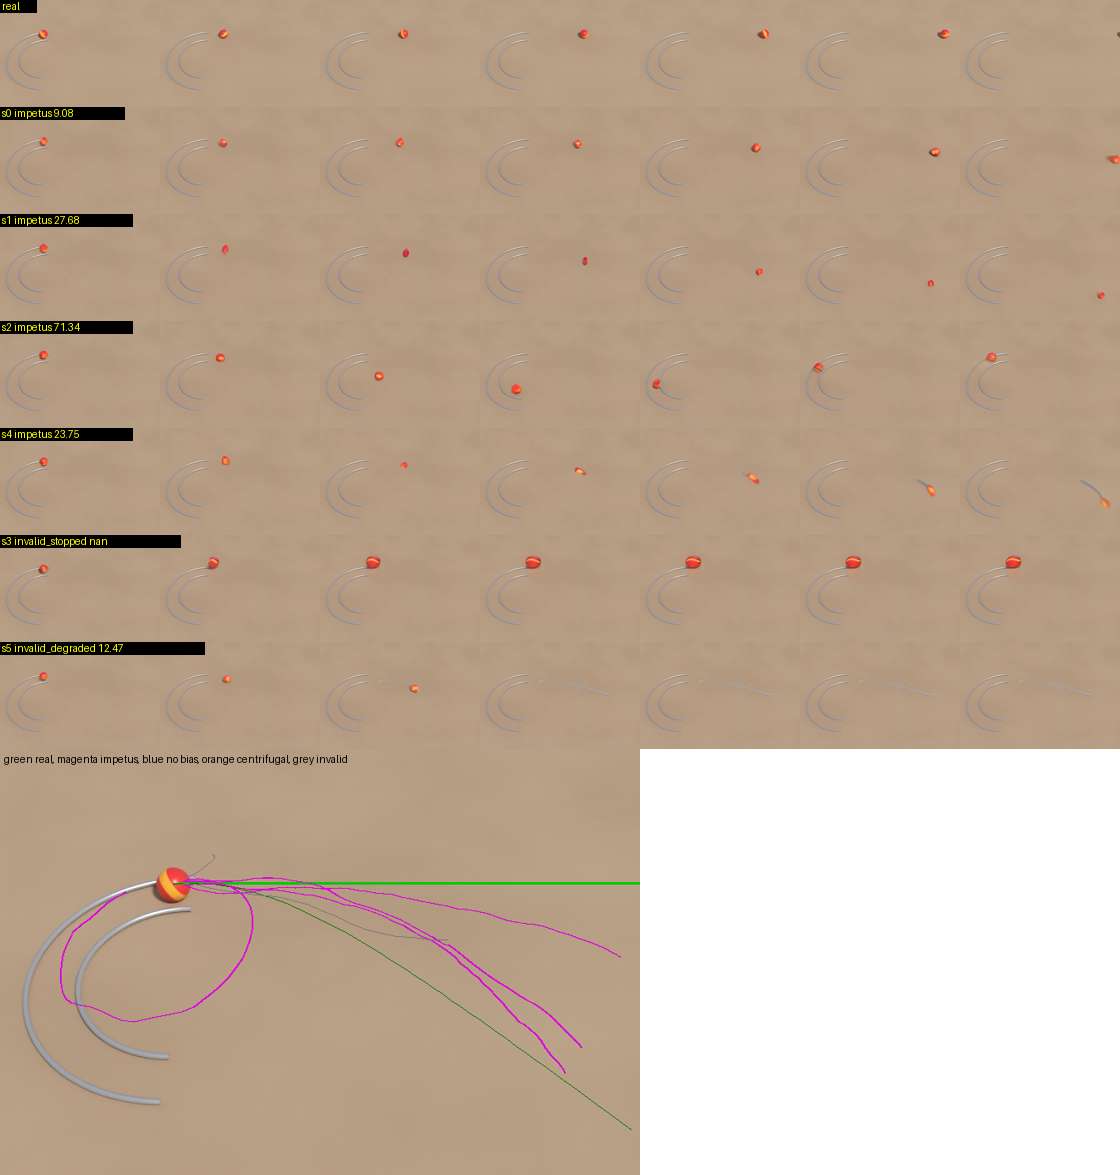 real
s0 impetus 9.08
s1 impetus 27.68
s2 impetus 71.34
s4 impetus 23.75
s3 invalid_stopped nan
s5 invalid_degraded 12.47
green real, magenta impetus, blue no bias, orange centrifugal, grey invalid